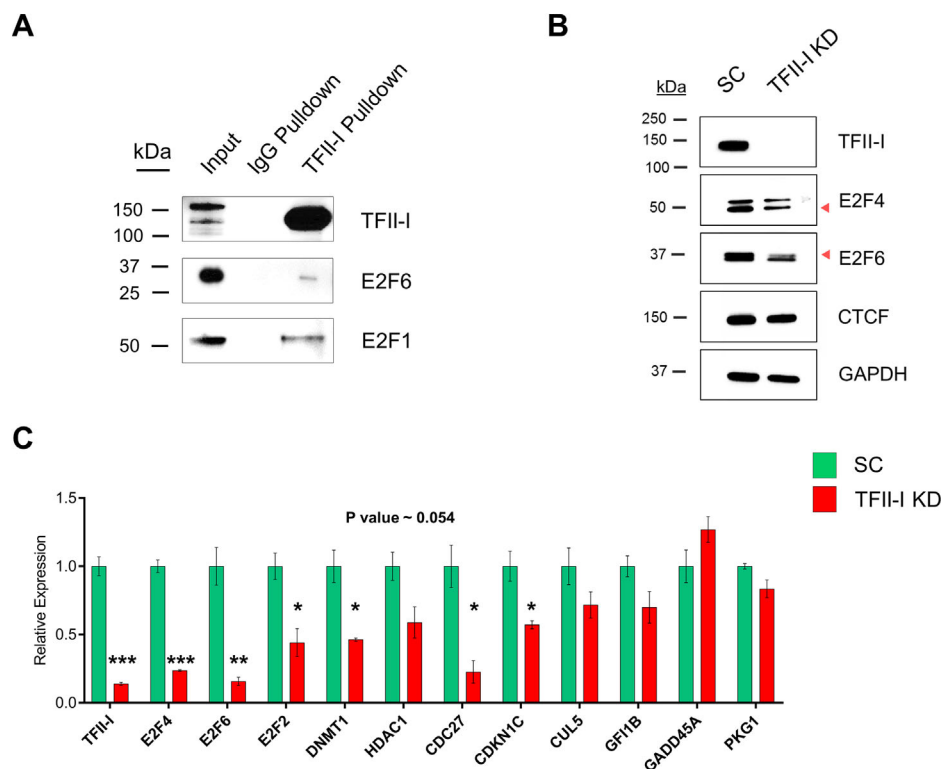 A
kDa
Input
IgG Pulldown
TFII-I Pulldown
150
100
TFII-I
37
25
E2F6
50
E2F1
B
kDa
SC
TFII-I KD
250
150
100
TFII-I
50
E2F4
37
E2F6
150
CTCF
37
GAPDH
C
SC
TFII-I KD
P value ~ 0.054
Relative Expression
1.5
1.0
0.5
0.0
***
***
**
*
*
*
*
TFII-I
E2F4
E2F6
E2F2
DNMT1
HDAC1
CDC27
CDKN1C
CUL5
GFI1B
GADD45A
PKG1